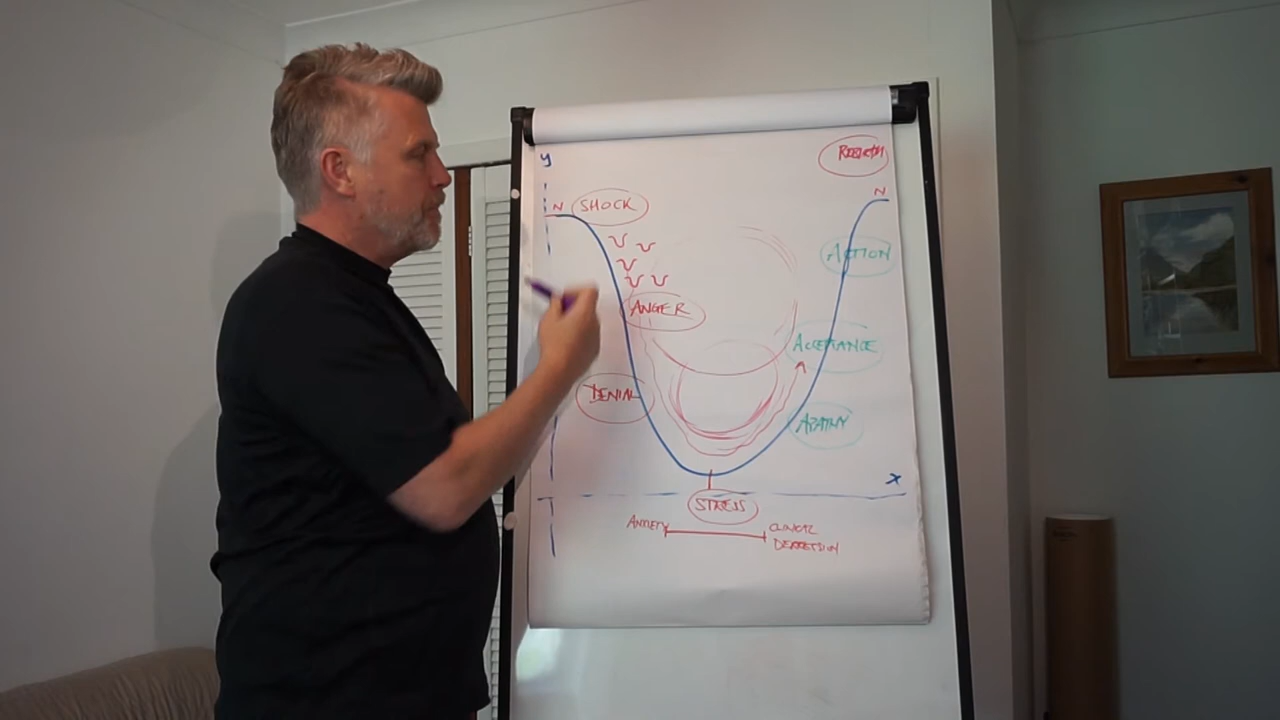 y
REBIRTH
N
SHOCK
N
ACTION
ANGER
ACCEPTANCE
DENIAL
APATHY
x
STRESS
ANXIETY
CLINICAL
DEPRESSION